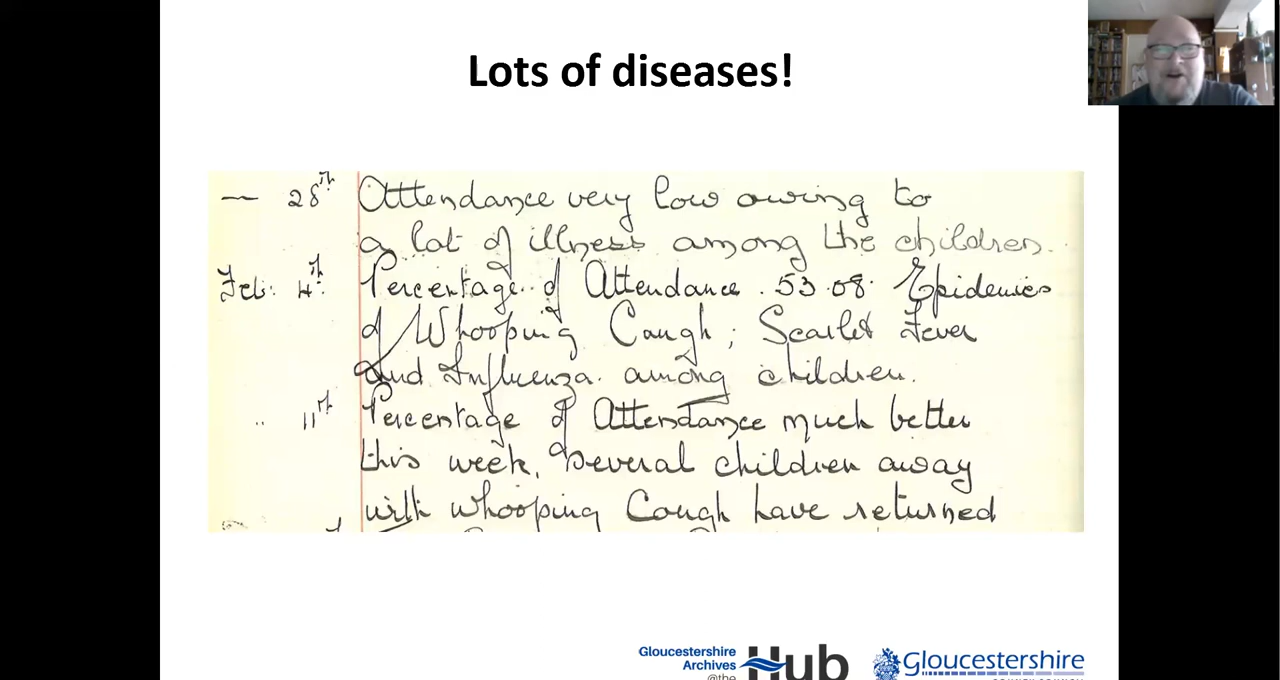 Lots of diseases!
— 28th Attendance very low owing to
a lot of illness among the children.
Feb: 4th. Percentage of Attendance . 53.08. Epidemics
of Whooping Cough ; Scarlet Fever
and Influenza. among children.
.. 11th Percentage of Attendance much better
this week. Several children away
with whooping Cough have returned
Gloucestershire
Archives
@the
Hub
Gloucestershire